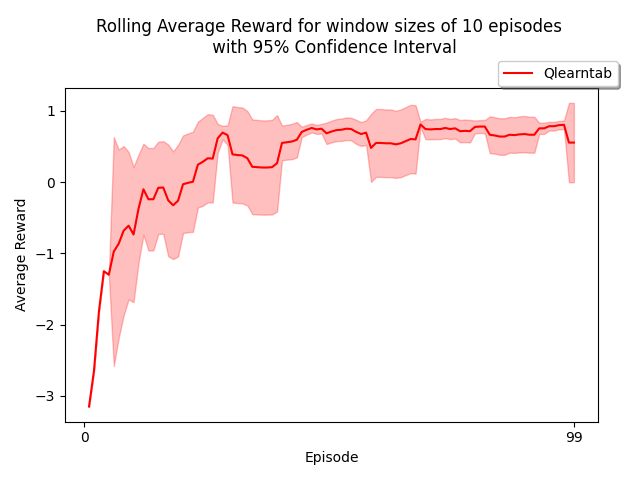 Rolling Average Reward for window sizes of 10 episodes
with 95% Confidence Interval
Qlearntab
1
0
−1
−2
−3
Average Reward
0
99
Episode